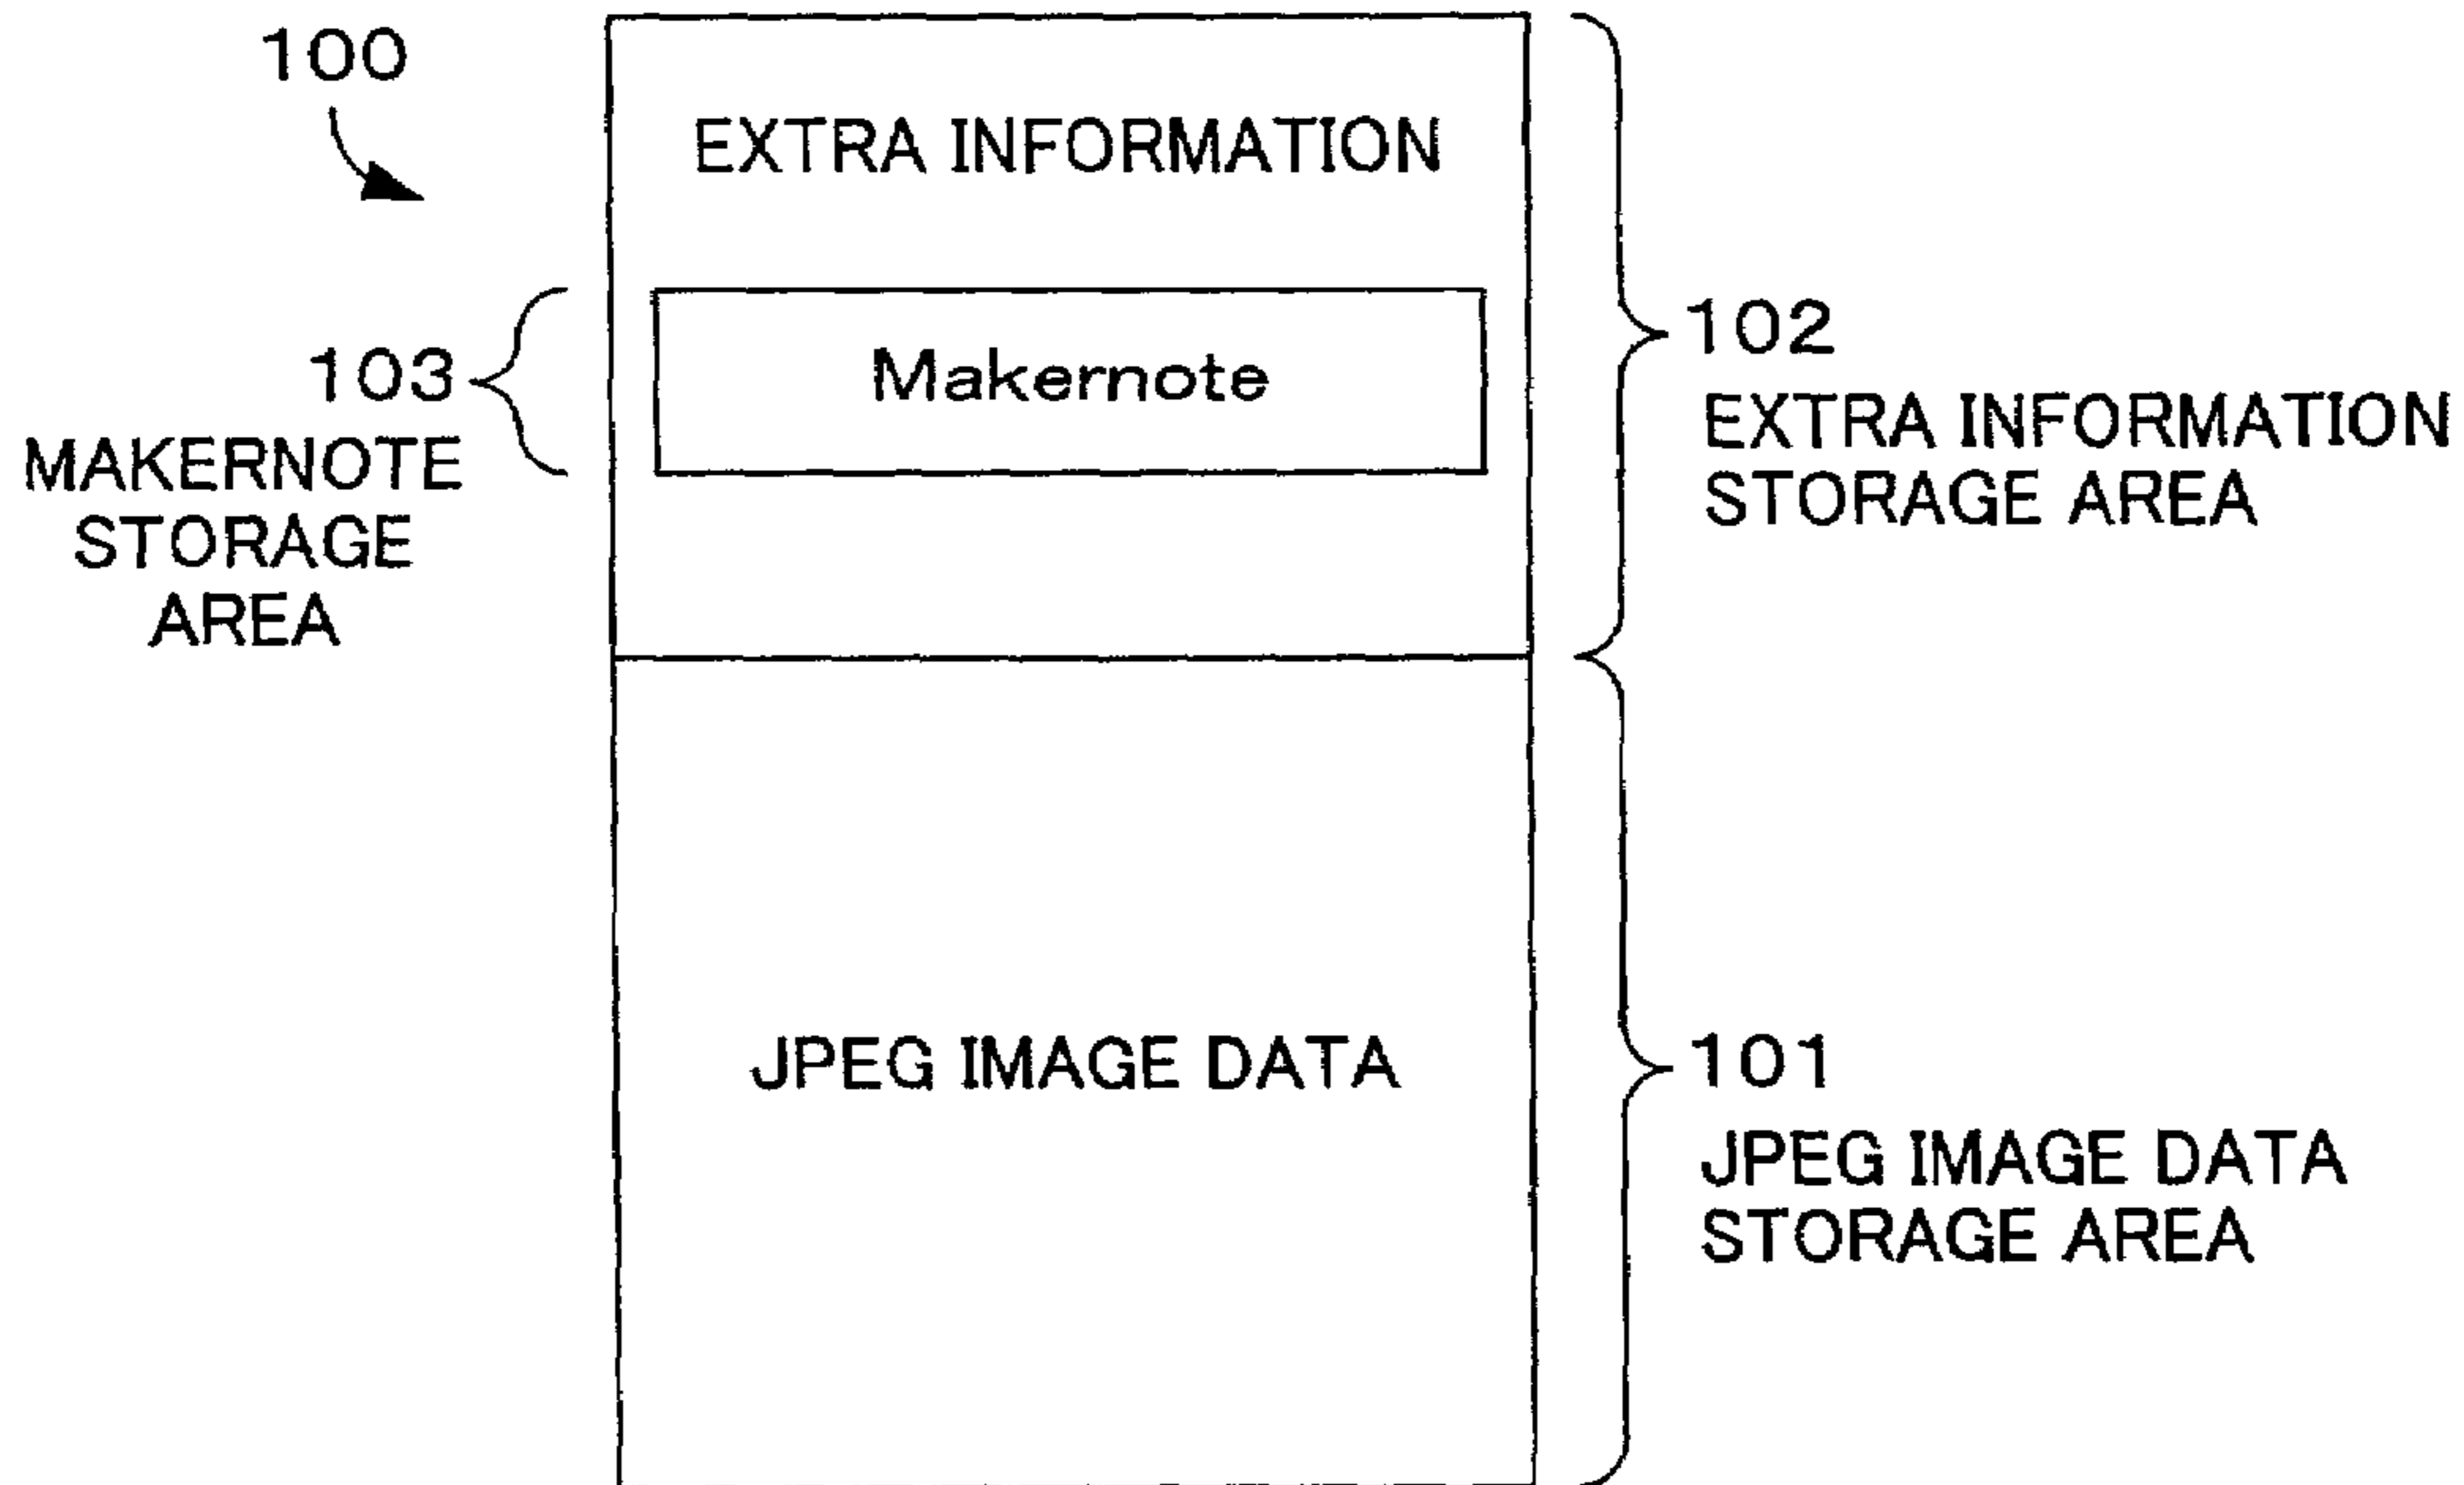 100
EXTRA INFORMATION
103
MAKERNOTE
STORAGE
AREA
Makernote
102
EXTRA INFORMATION
STORAGE AREA
JPEG IMAGE DATA
101
JPEG IMAGE DATA
STORAGE AREA